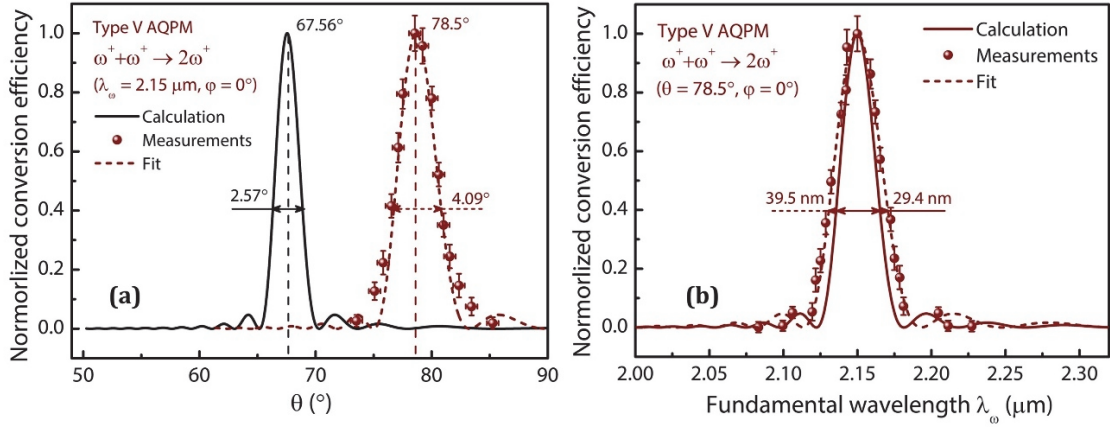 Normorlized conversion efficiency
1.0
0.8
0.6
0.4
0.2
0.0
Type V AQPM
ω⁺+ω⁺ → 2ω⁺
(λω = 2.15 μm, φ = 0°)
Calculation
Measurements
Fit
67.56°
78.5°
2.57°
4.09°
(a)
50 60 70 80 90
θ (°)
Normorlized conversion efficiency
1.0
0.8
0.6
0.4
0.2
0.0
Type V AQPM
ω⁺+ω⁺ → 2ω⁺
(θ = 78.5°, φ = 0°)
Calculation
Measurements
Fit
39.5 nm
29.4 nm
(b)
2.00 2.05 2.10 2.15 2.20 2.25 2.30
Fundamental wavelength λω (μm)